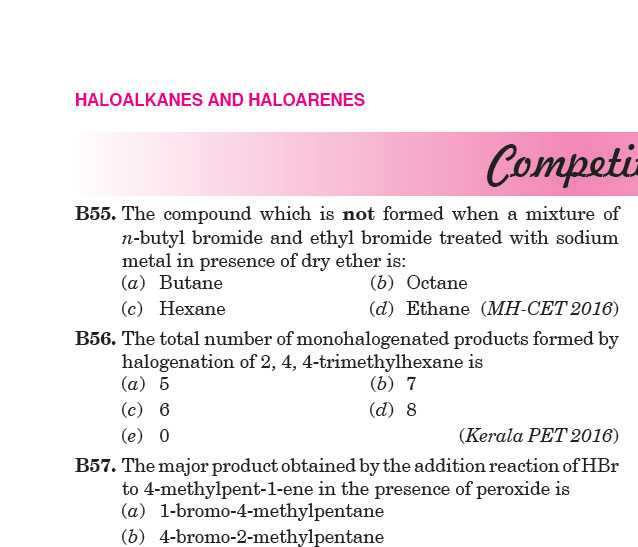 HALOALKANES AND HALOARENES
B55. The compound which is not formed when a mixture of
n-butyl bromide and ethyl bromide treated with sodium
metal in presence of dry ether is:
(a) Butane (b) Octane
(c) Hexane (d) Ethane (MH-CET 2016)
B56. The total number of monohalogenated products formed by
halogenation of 2, 4, 4-trimethylhexane is
(a) 5 (b) 7
(c) 6 (d) 8
(e) 0 (Kerala PET 2016)
B57. The major product obtained by the addition reaction of HBr
to 4-methylpent-1-ene in the presence of peroxide is
(a) 1-bromo-4-methylpentane
(b) 4-bromo-2-methylpentane